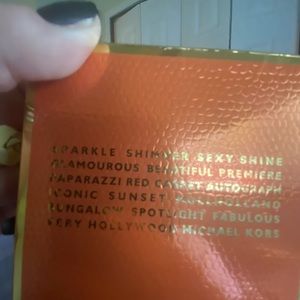 SPARKLE SHIMMER SEXY SHINE
GLAMOUROUS BEAUTIFUL PREMIERE
PAPARAZZI RED CARPET AUTOGRAPH
ICONIC SUNSET MULHOLLAND
BUNGALOW SPOTLIGHT FABULOUS
VERY HOLLYWOOD MICHAEL KORS